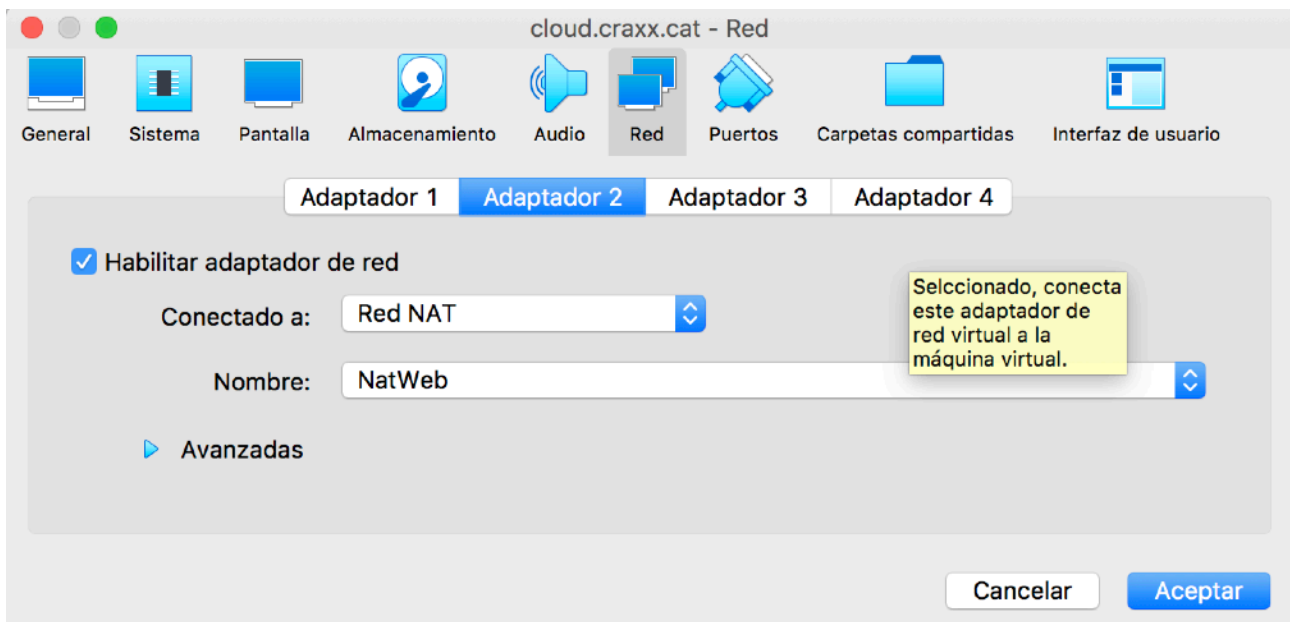 cloud.craxx.cat - Red
General Sistema Pantalla Almacenamiento Audio Red Puertos Carpetas compartidas Interfaz de usuario
Adaptador 1 Adaptador 2 Adaptador 3 Adaptador 4
Habilitar adaptador de red
Conectado a: Red NAT
Nombre: NatWeb
Selccionado, conecta
este adaptador de
red virtual a la
máquina virtual.
Avanzadas
Cancelar Aceptar